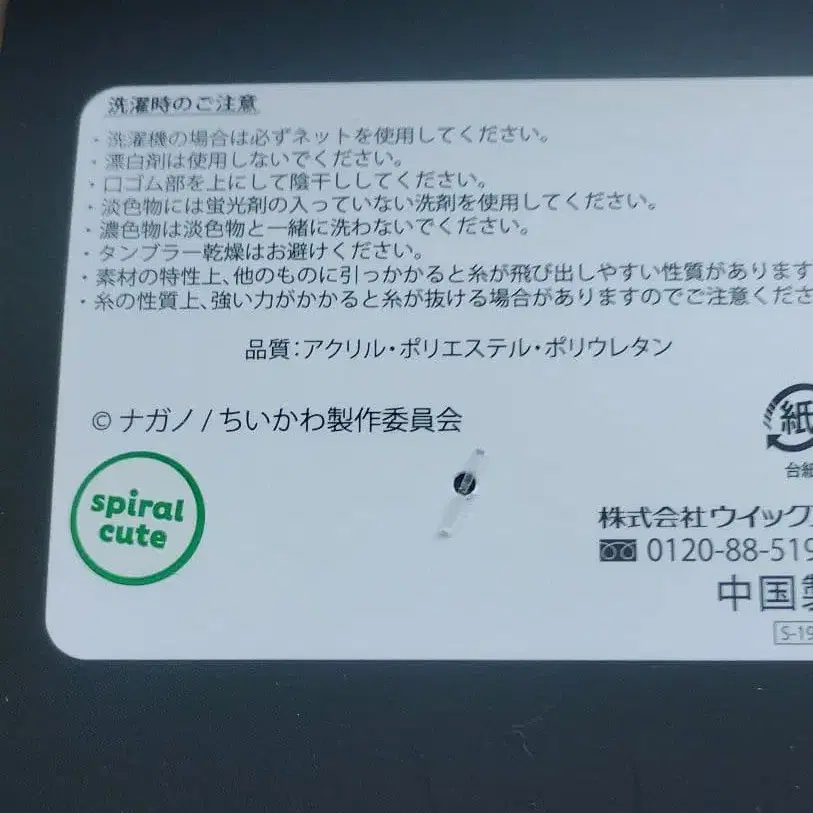 洗濯時のご注意
・洗濯機の場合は必ずネットを使用してください。
・漂白剤は使用しないでください。
・口ゴム部を上にして陰干ししてください。
・淡色物には蛍光剤の入っていない洗剤を使用してください。
・濃色物は淡色物と一緒に洗わないでください。
・タンブラー乾燥はお避けください。
・素材の特性上、他のものに引っかかると糸が飛び出しやすい性質があります
・糸の性質上、強い力がかかると糸が抜ける場合がありますのでご注意くださ
品質：アクリル・ポリエステル・ポリウレタン
© ナガノ / ちいかわ製作委員会
紙
台紙
spiral
cute
株式会社ウイック
0120-88-519
中国製
S-19